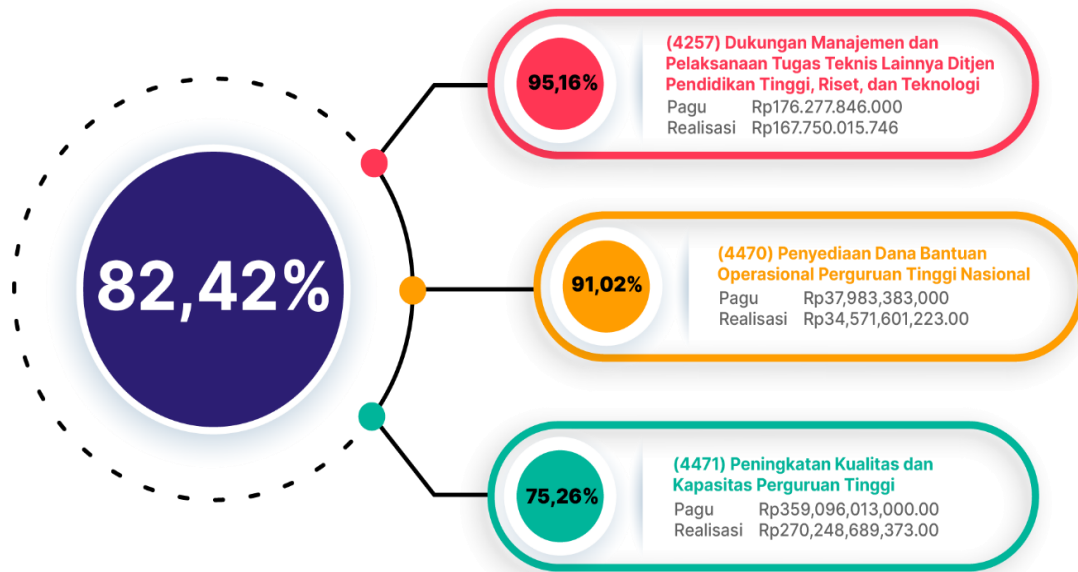 82,42%
95,16%
(4257) Dukungan Manajemen dan
Pelaksanaan Tugas Teknis Lainnya Ditjen
Pendidikan Tinggi, Riset, dan Teknologi
Pagu Rp176.277.846.000
Realisasi Rp167.750.015.746
91,02%
(4470) Penyediaan Dana Bantuan
Operasional Perguruan Tinggi Nasional
Pagu Rp37,983,383,000
Realisasi Rp34,571,601,223.00
75,26%
(4471) Peningkatan Kualitas dan
Kapasitas Perguruan Tinggi
Pagu Rp359,096,013,000.00
Realisasi Rp270,248,689,373.00